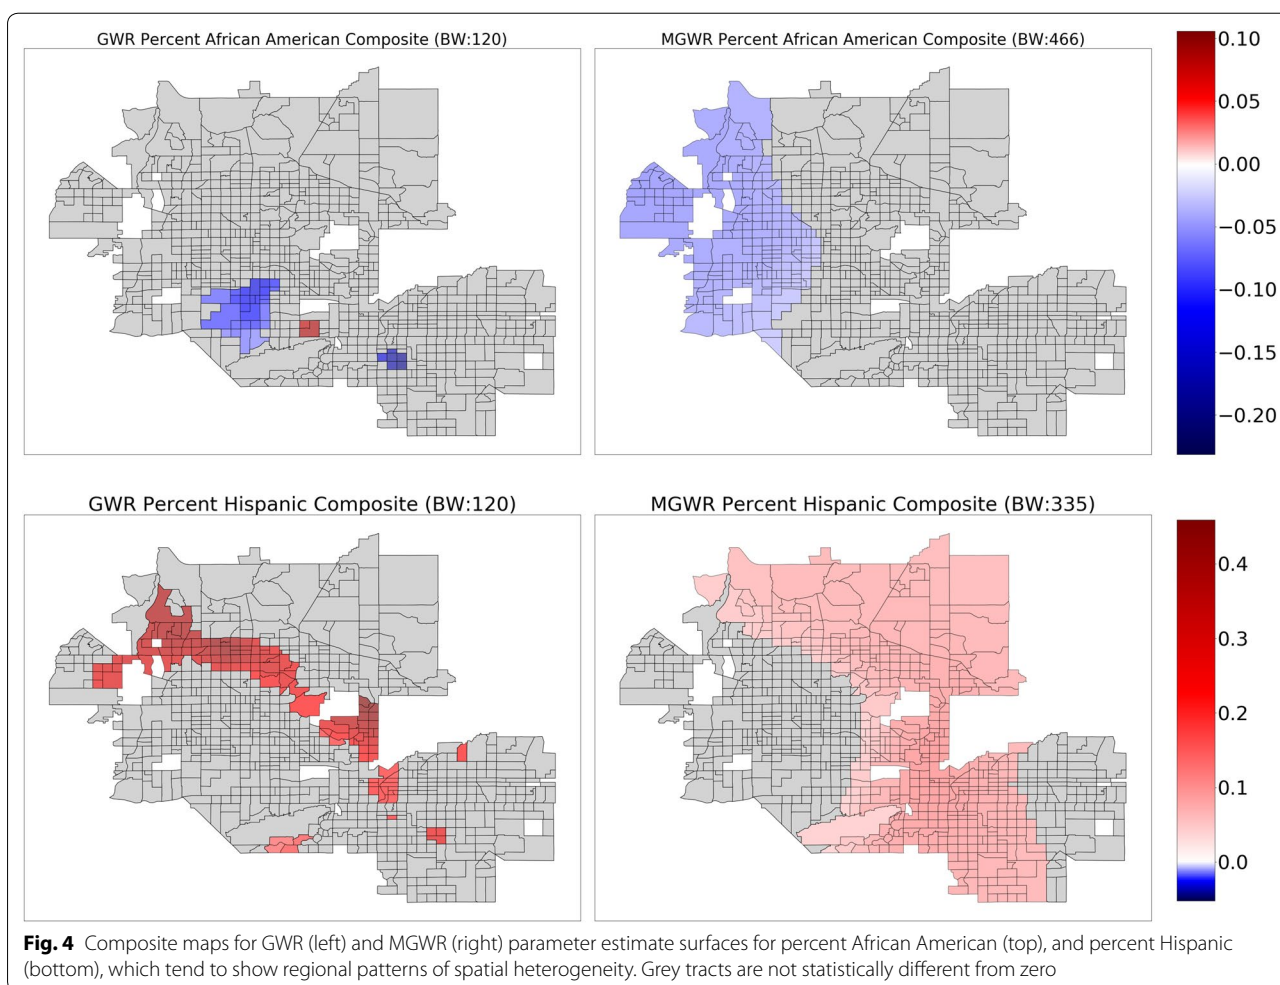 GWR Percent African American Composite (BW:120)
MGWR Percent African American Composite (BW:466)
0.10
0.05
0.00
−0.05
−0.10
−0.15
−0.20
GWR Percent Hispanic Composite (BW:120)
MGWR Percent Hispanic Composite (BW:335)
0.4
0.3
0.2
0.1
0.0
Fig. 4 Composite maps for GWR (left) and MGWR (right) parameter estimate surfaces for percent African American (top), and percent Hispanic
(bottom), which tend to show regional patterns of spatial heterogeneity. Grey tracts are not statistically different from zero